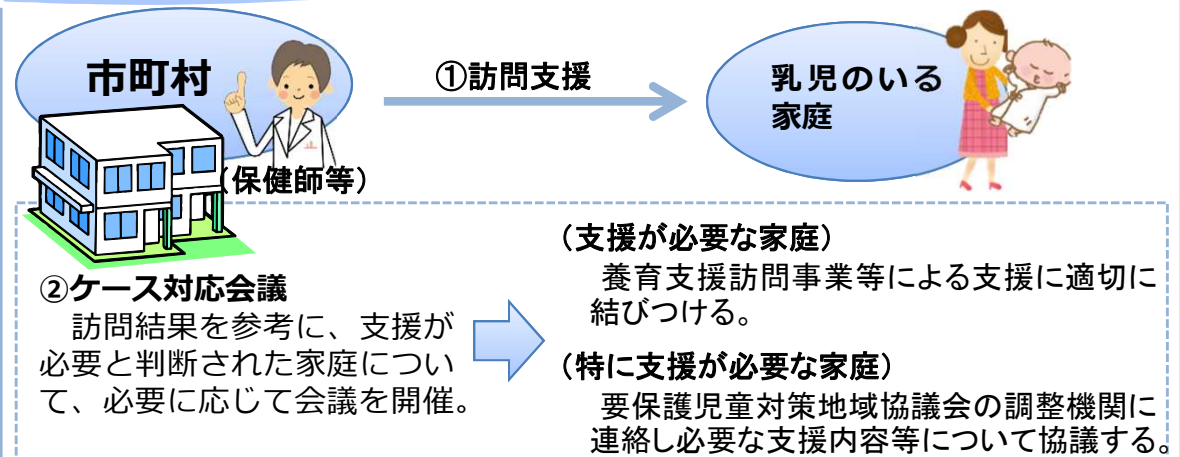 市町村
(保健師等)
①訪問支援
乳児のいる
家庭
②ケース対応会議
訪問結果を参考に、支援が
必要と判断された家庭につい
て、必要に応じて会議を開催。
(支援が必要な家庭)
養育支援訪問事業等による支援に適切に
結びつける。
(特に支援が必要な家庭)
要保護児童対策地域協議会の調整機関に
連絡し必要な支援内容等について協議する。